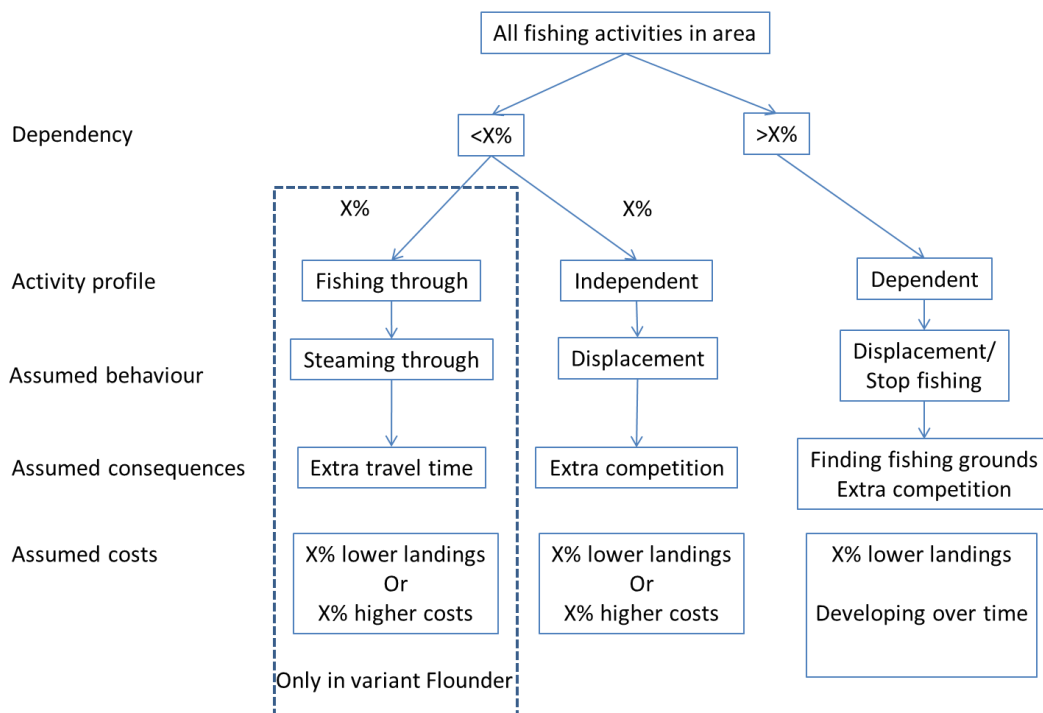 All fishing activities in area
Dependency
<X%
>X%
X%
X%
Activity profile
Fishing through
Independent
Dependent
Assumed behaviour
Steaming through
Displacement
Displacement/
Stop fishing
Assumed consequences
Extra travel time
Extra competition
Finding fishing grounds
Extra competition
Assumed costs
X% lower landings
Or
X% higher costs
X% lower landings
Or
X% higher costs
X% lower landings
Developing over time
Only in variant Flounder